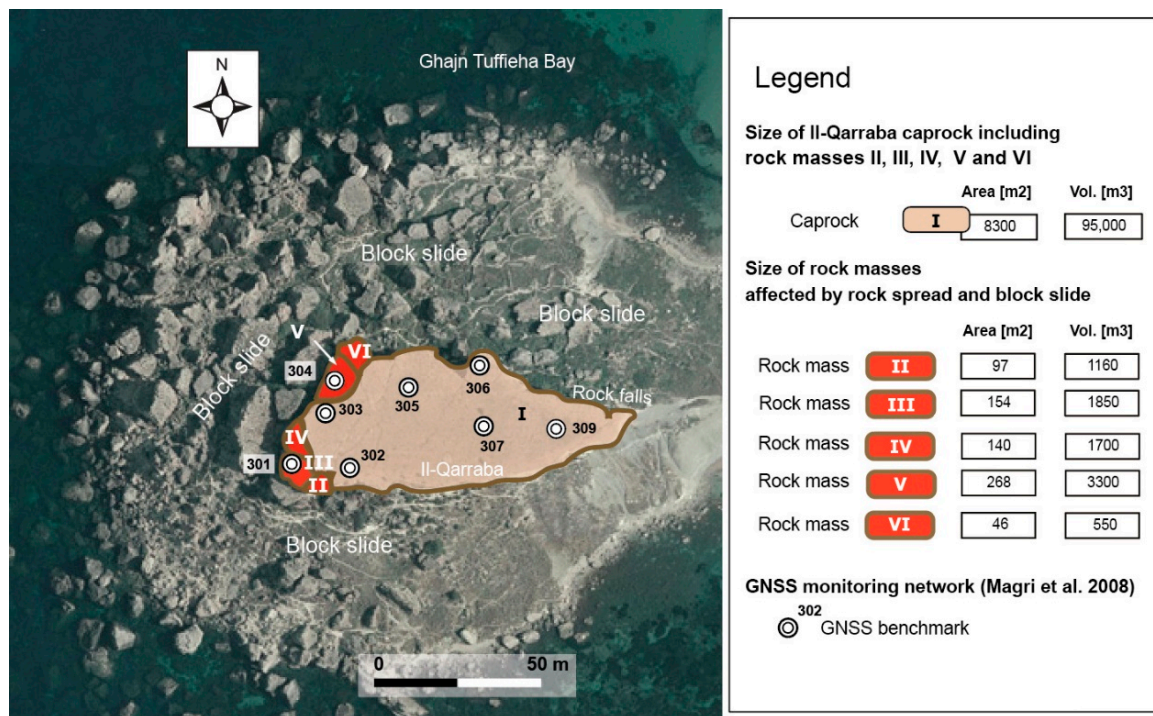 N
Ghajn Tuffieha Bay
Block slide
Block slide
Block slide
V
VI
304
306
305
Rock falls
303
I
IV
307
309
301
III
302
II
Il-Qarraba
Block slide
0 50 m
Legend
Size of Il-Qarraba caprock including
rock masses II, III, IV, V and VI
Area [m2] Vol. [m3]
Caprock I 8300 95,000
Size of rock masses
affected by rock spread and block slide
Area [m2] Vol. [m3]
Rock mass II 97 1160
Rock mass III 154 1850
Rock mass IV 140 1700
Rock mass V 268 3300
Rock mass VI 46 550
GNSS monitoring network (Magri et al. 2008)
302
GNSS benchmark